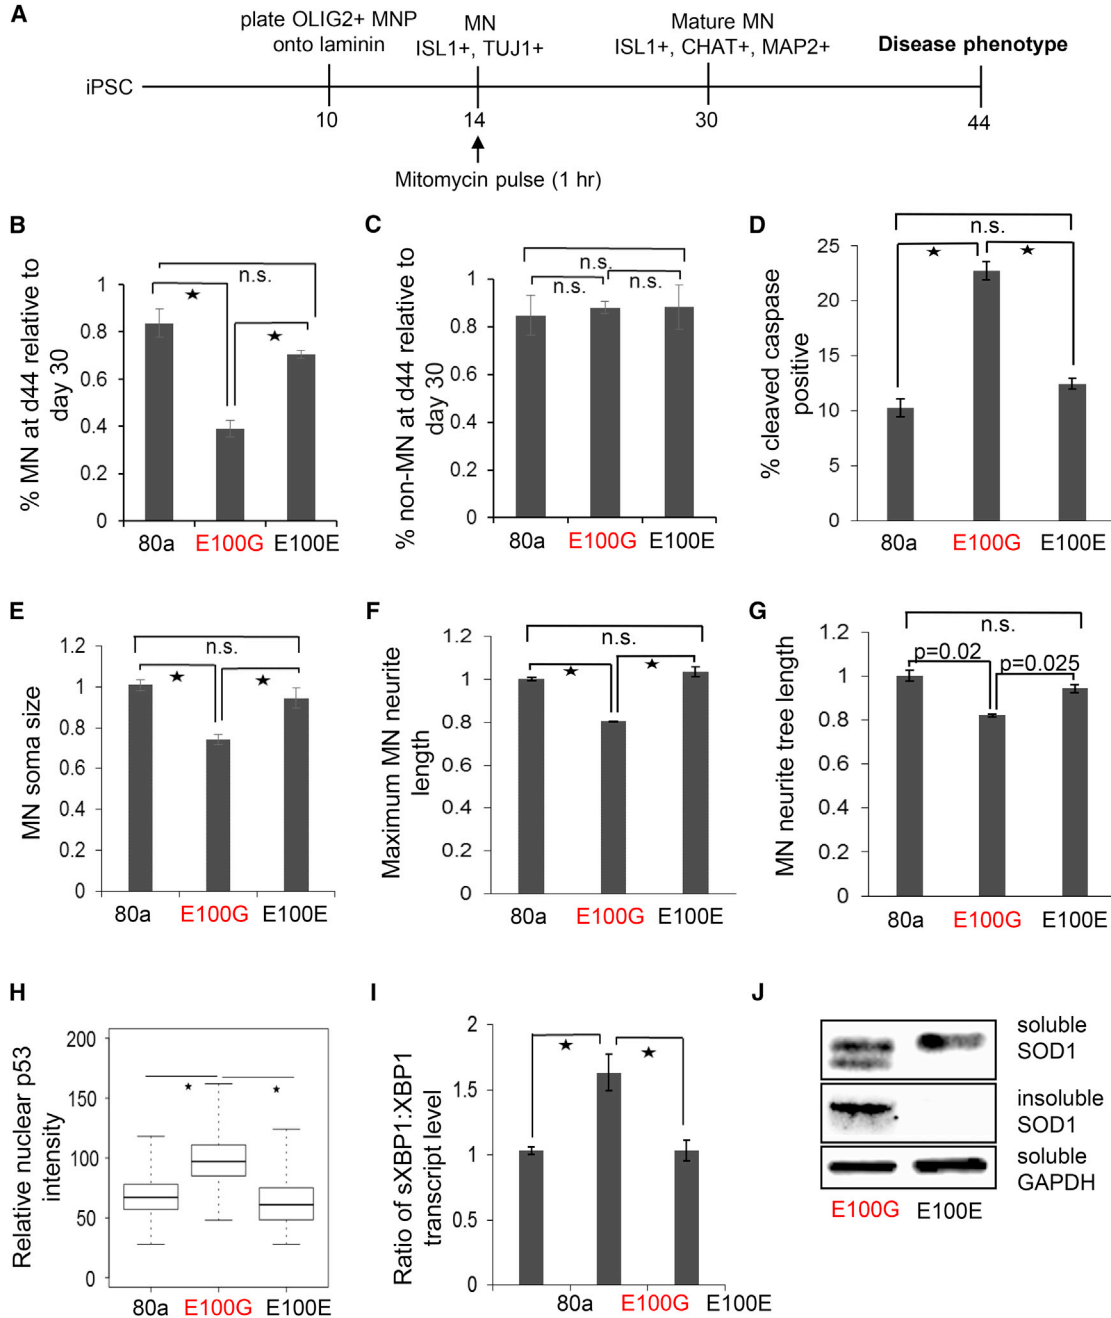 A
plate OLIG2+ MNP
onto laminin
MN
ISL1+, TUJ1+
Mature MN
ISL1+, CHAT+, MAP2+
Disease phenotype
iPSC
10
14
30
44
Mitomycin pulse (1 hr)
B
% MN at d44 relative to
day 30
1
0.8
0.6
0.4
0.2
0
n.s.
★
★
80a
E100G
E100E
C
% non-MN at d44 relative to
day 30
1
0.8
0.6
0.4
0.2
0
n.s.
n.s.
n.s.
80a
E100G
E100E
D
% cleaved caspase
positive
25
20
15
10
5
0
n.s.
★
★
80a
E100G
E100E
E
MN soma size
1.2
1
0.8
0.6
0.4
0.2
0
n.s.
★
★
80a
E100G
E100E
F
Maximum MN neurite
length
1.2
1
0.8
0.6
0.4
0.2
0
n.s.
★
★
80a
E100G
E100E
G
MN neurite tree length
1.2
1
0.8
0.6
0.4
0.2
0
n.s.
p=0.02
p=0.025
80a
E100G
E100E
H
Relative nuclear p53
intensity
200
150
100
50
0
★
★
80a
E100G
E100E
I
Ratio of sXBP1:XBP1
transcript level
2
1.5
1
0.5
0
★
★
80a
E100G
E100E
J
soluble
SOD1
insoluble
SOD1
soluble
GAPDH
E100G
E100E